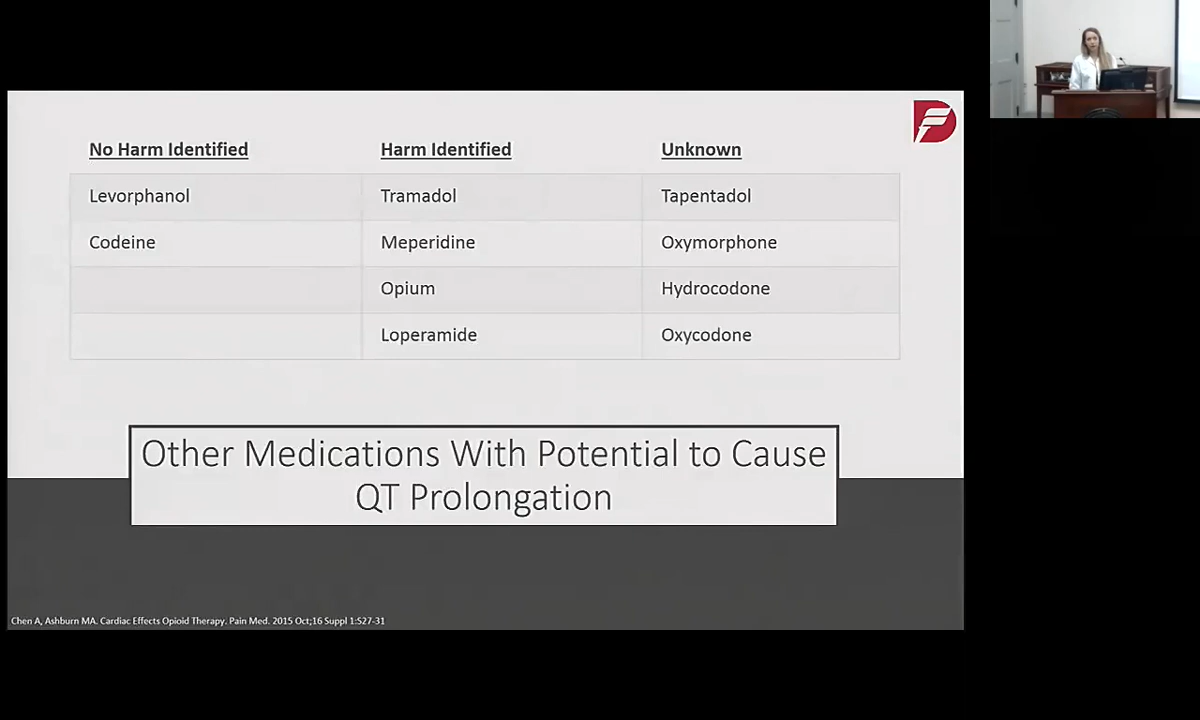 No Harm Identified Harm Identified Unknown
Levorphanol Tramadol Tapentadol
Codeine Meperidine Oxymorphone
Opium Hydrocodone
Loperamide Oxycodone
Other Medications With Potential to Cause
QT Prolongation
Chen A, Ashburn MA. Cardiac Effects Opioid Therapy. Pain Med. 2015 Oct;16 Suppl 1:S27-31